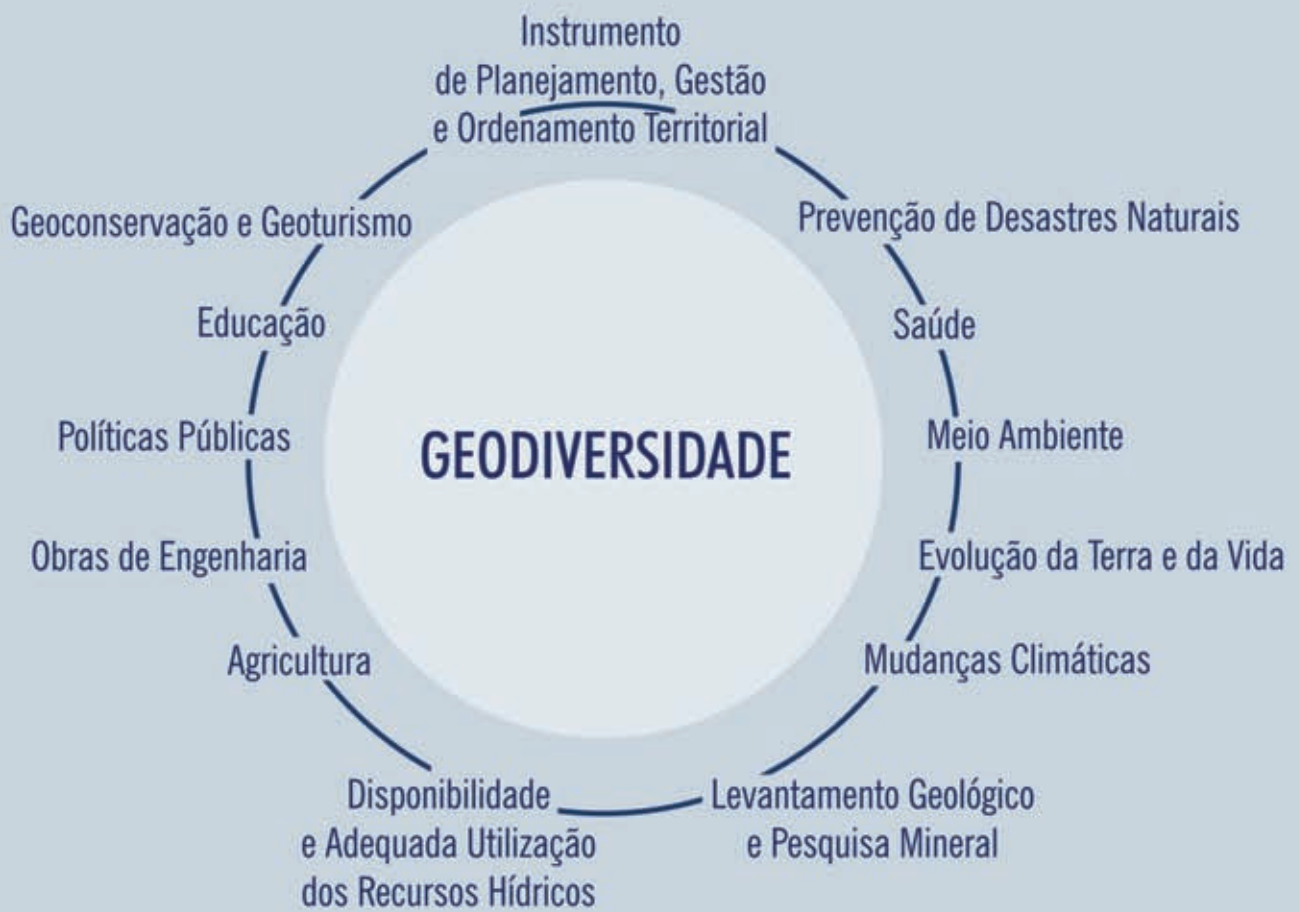 Instrumento
de Planejamento, Gestão
e Ordenamento Territorial
Prevenção de Desastres Naturais
Saúde
Meio Ambiente
Evolução da Terra e da Vida
Mudanças Climáticas
Levantamento Geológico
e Pesquisa Mineral
Disponibilidade
e Adequada Utilização
dos Recursos Hídricos
Agricultura
Obras de Engenharia
Políticas Públicas
Educação
Geoconservação e Geoturismo
GEODIVERSIDADE